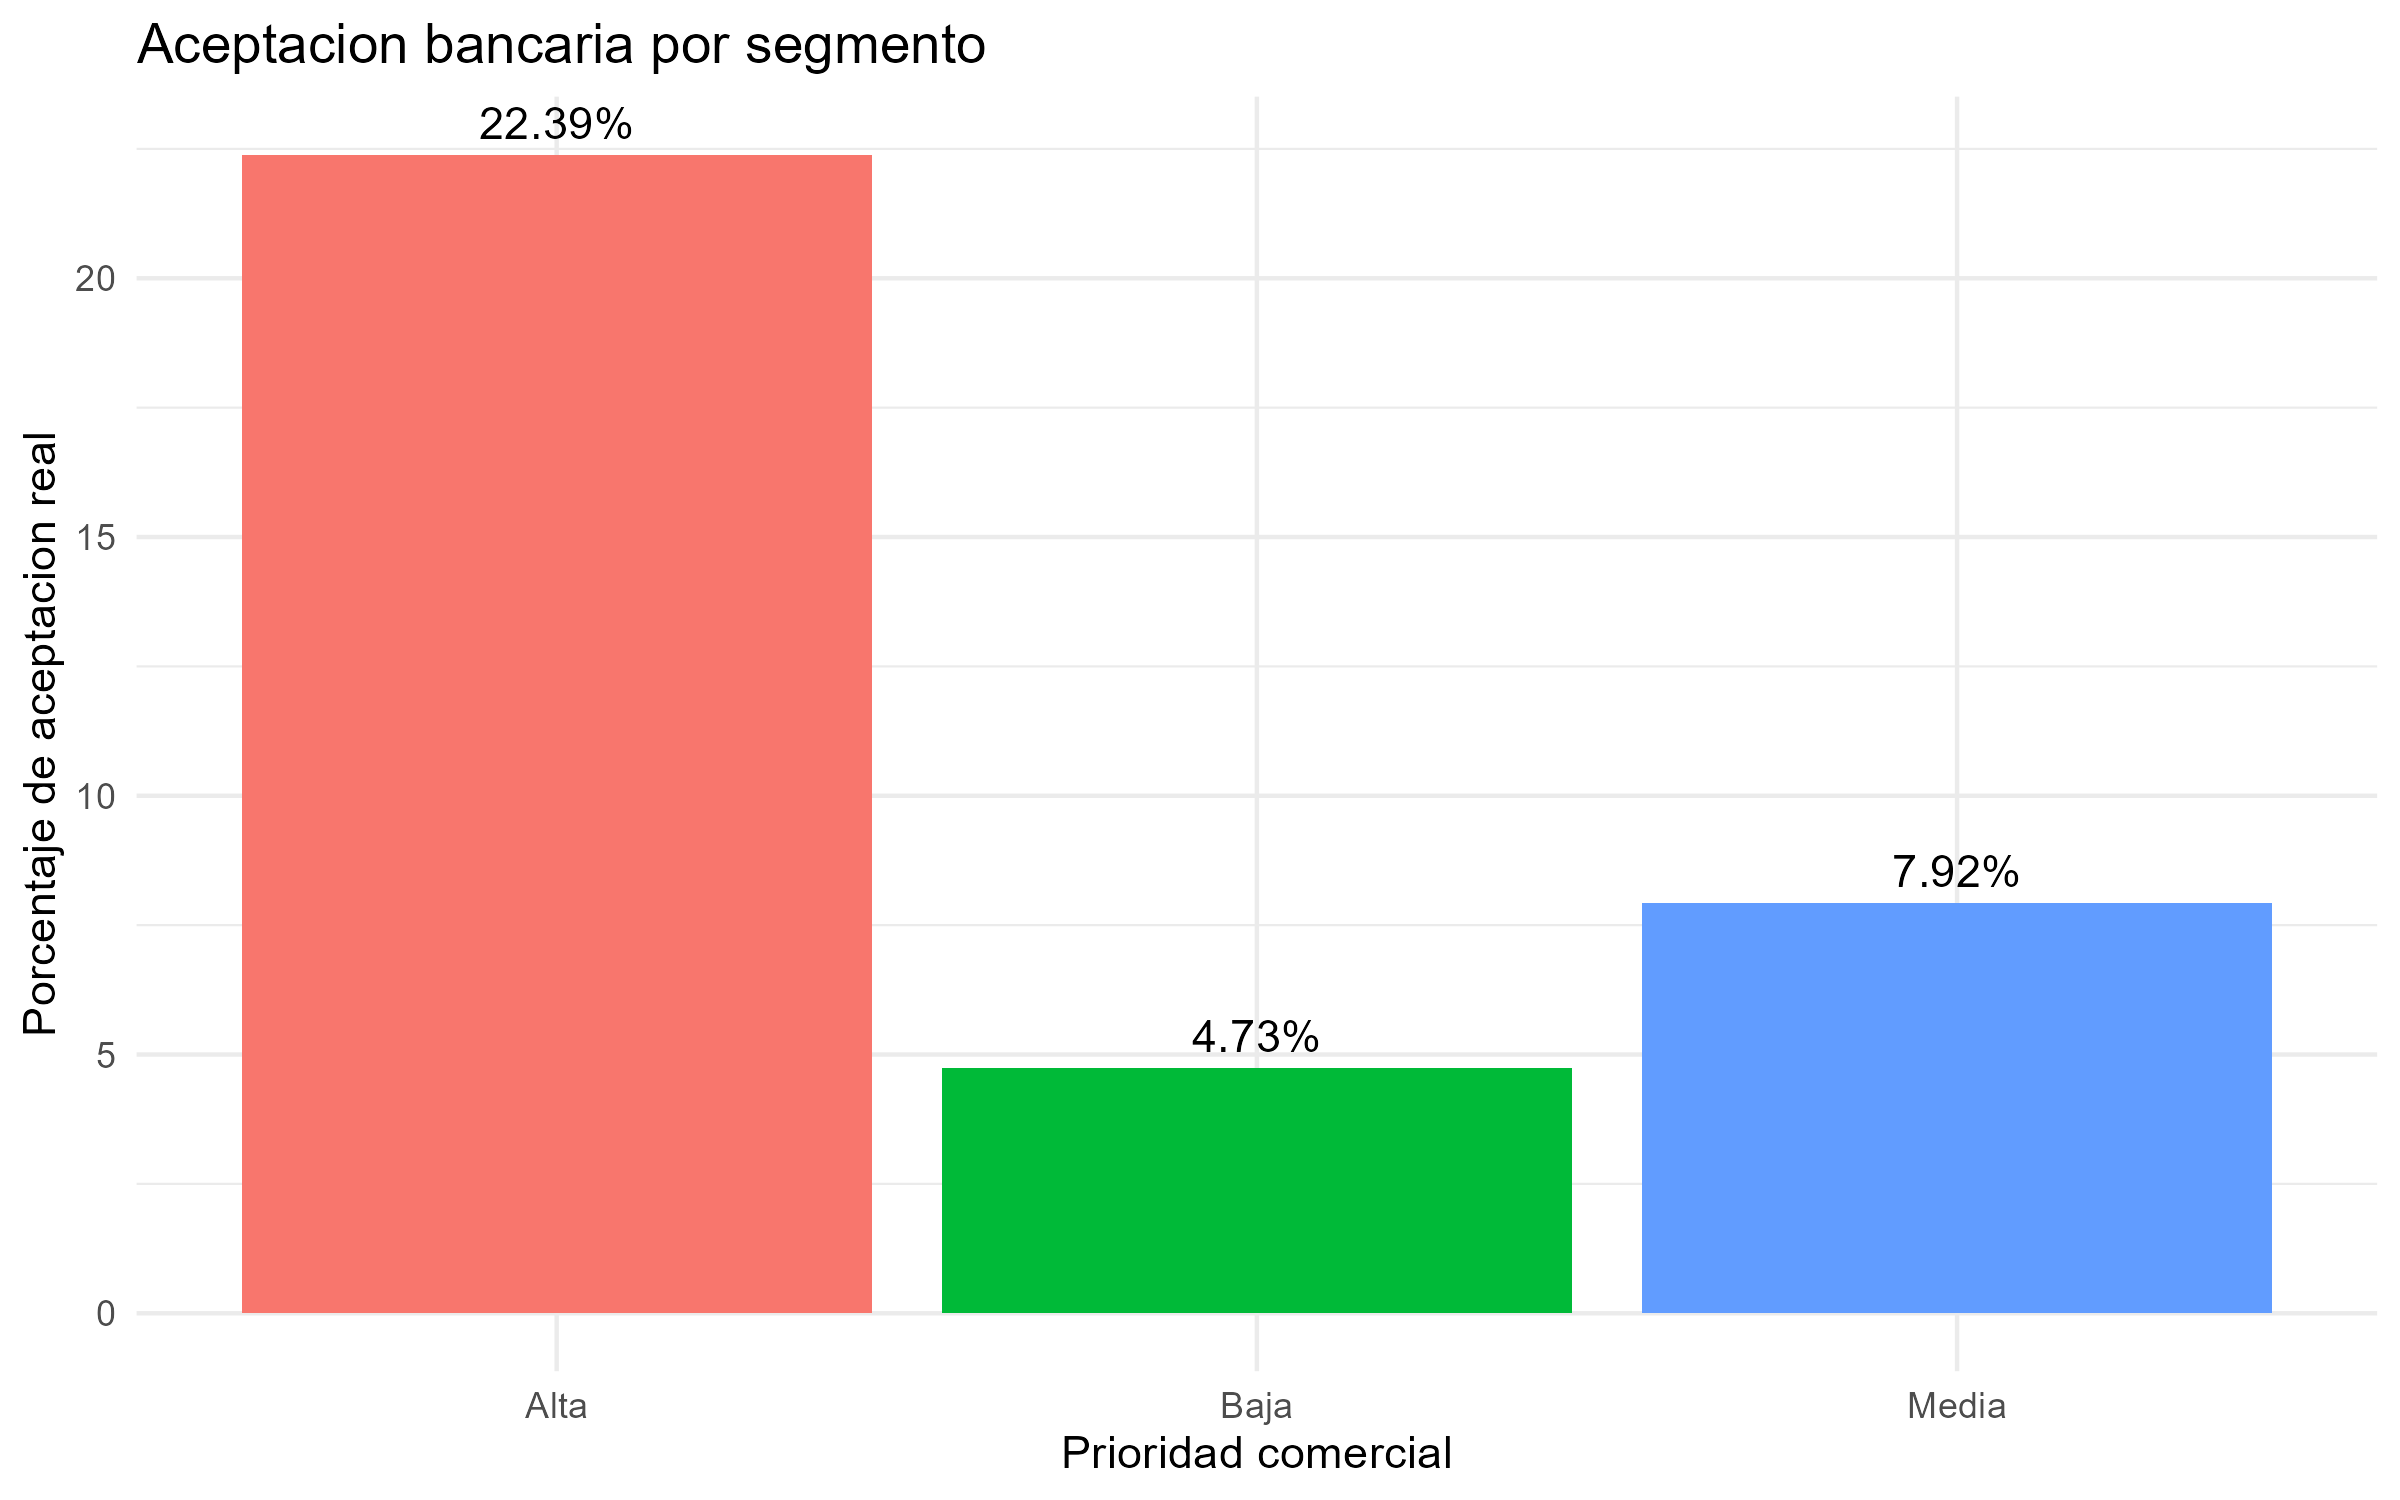 Aceptacion bancaria por segmento
22.39%
4.73%
7.92%
Porcentaje de aceptacion real
20
15
10
5
0
Alta
Baja
Media
Prioridad comercial